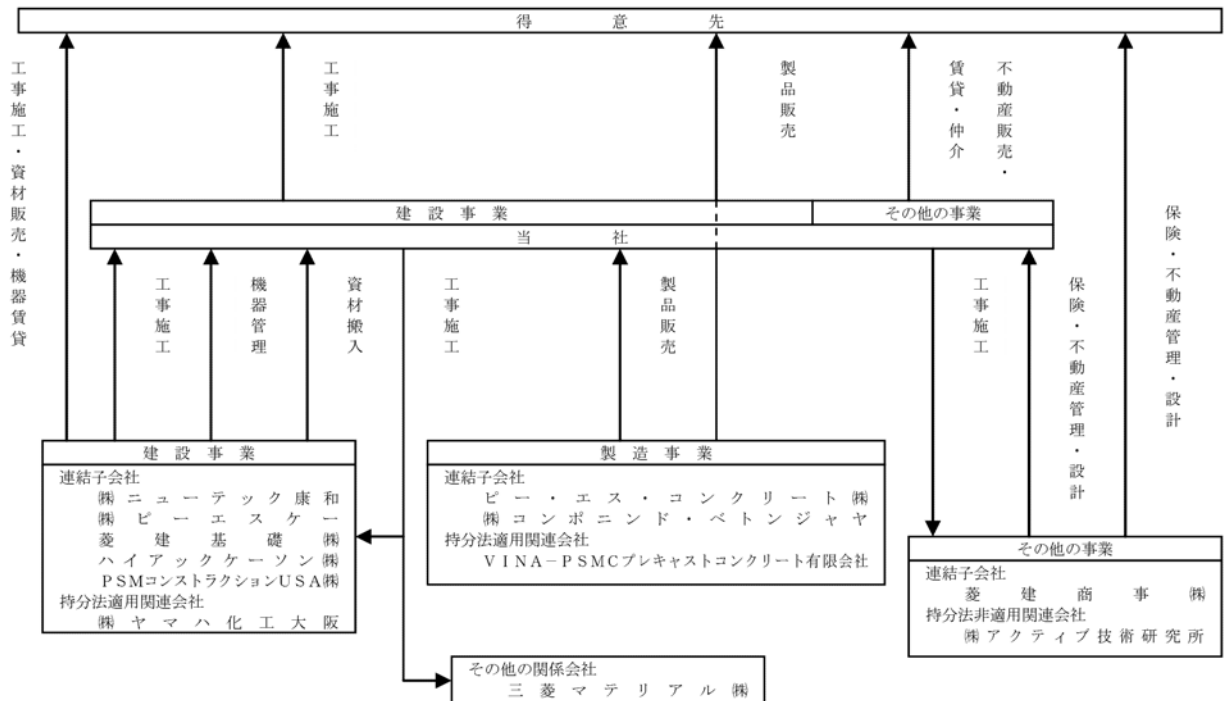 得意先
工事施工・資材販売・機器賃貸
工事施工
製品販売
不動産販売・
賃貸・仲介
保険・不動産管理・設計
建設事業
その他の事業
当社
工事施工
機器管理
資材搬入
工事施工
製品販売
工事施工
保険・不動産管理・設計
建設事業
連結子会社
㈱ニューテック康和
㈱ピーエスケー
菱建基礎㈱
ハイアックケーソン㈱
PSMコンストラクションUSA㈱
持分法適用関連会社
㈱ヤマハ化工大阪
製造事業
連結子会社
ピー・エス・コンクリート㈱
㈱コンポニンド・ベトンジャヤ
持分法適用関連会社
VINA-PSMCプレキャストコンクリート有限会社
その他の事業
連結子会社
菱建商事㈱
持分法非適用関連会社
㈱アクティブ技術研究所
その他の関係会社
三菱マテリアル㈱